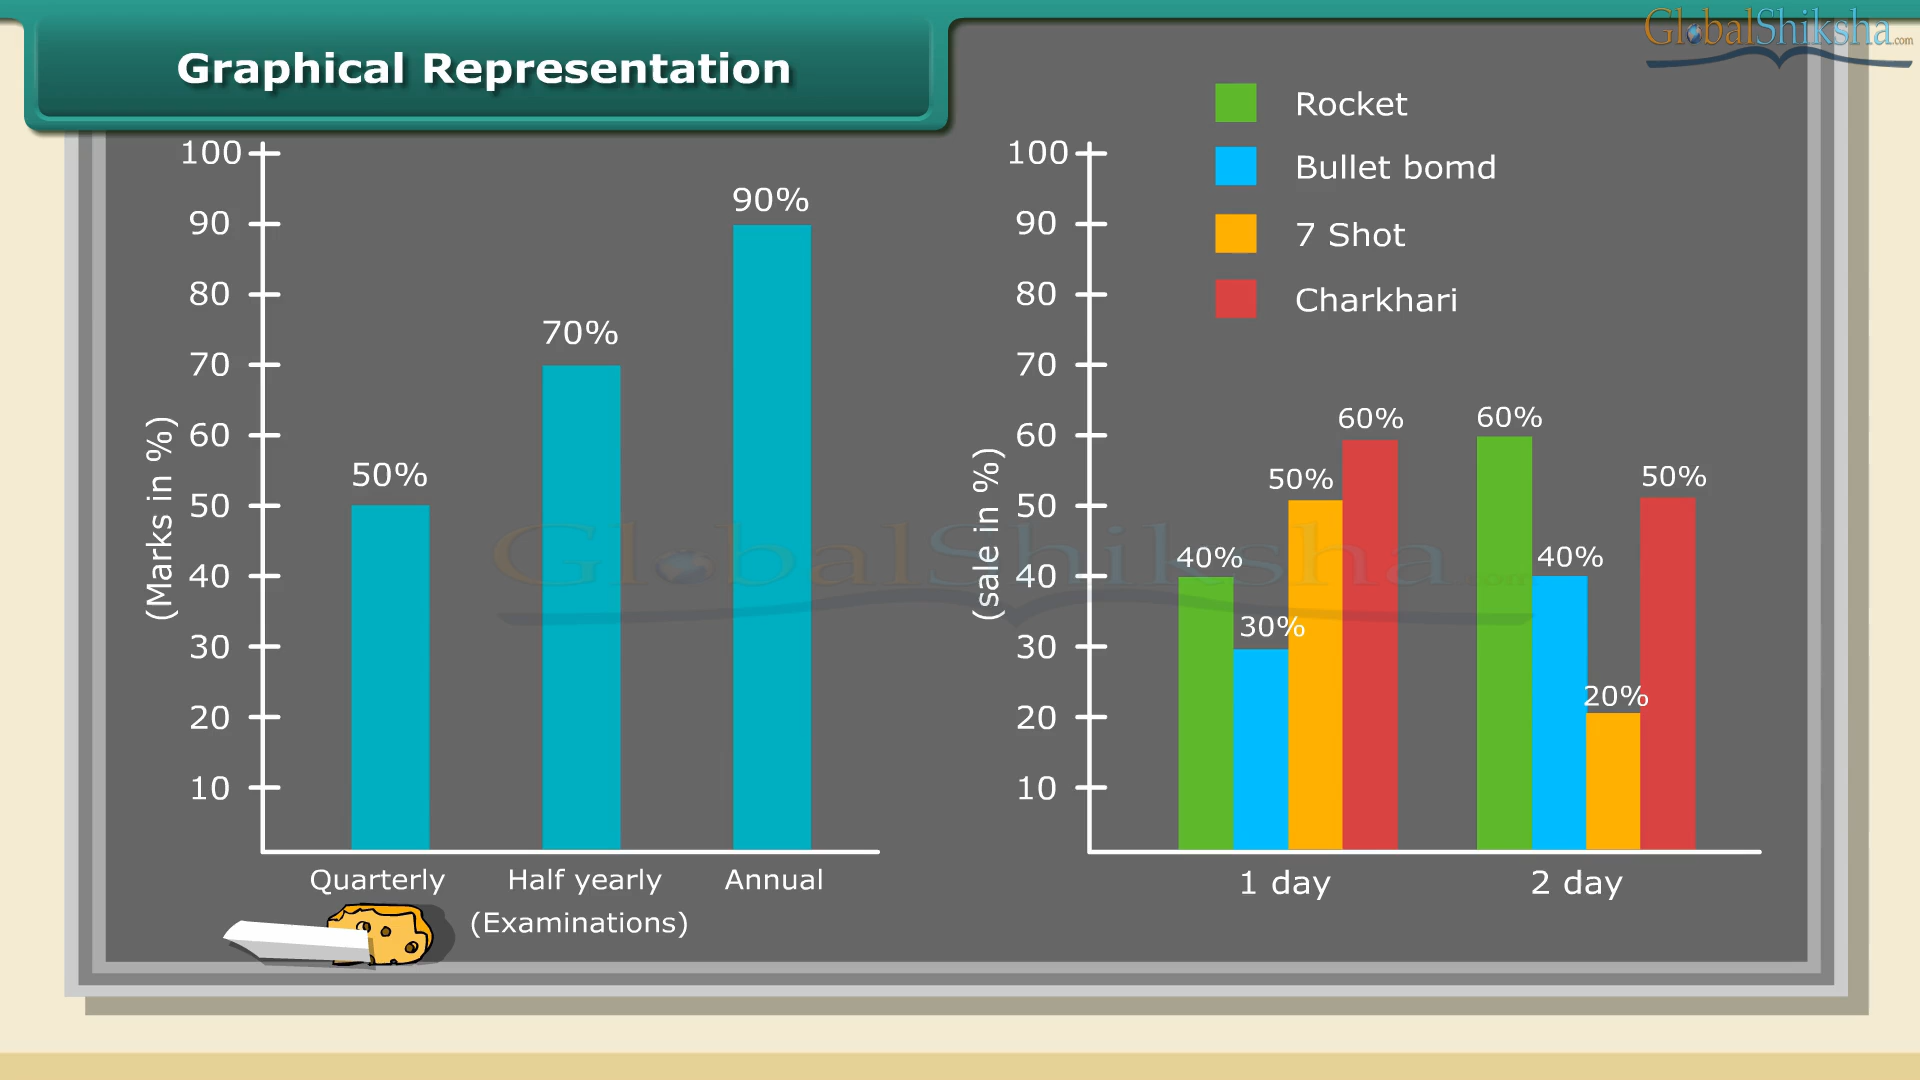 Graphical Representation
GlobalShiksha.com
100
90
80
70
60
50
40
30
20
10
(Marks in %)
50%
70%
90%
Quarterly
Half yearly
Annual
(Examinations)
Rocket
Bullet bomd
7 Shot
Charkhari
100
90
80
70
60
50
40
30
20
10
(sale in %)
40%
30%
50%
60%
60%
40%
20%
50%
1 day
2 day
GlobalShiksha.com